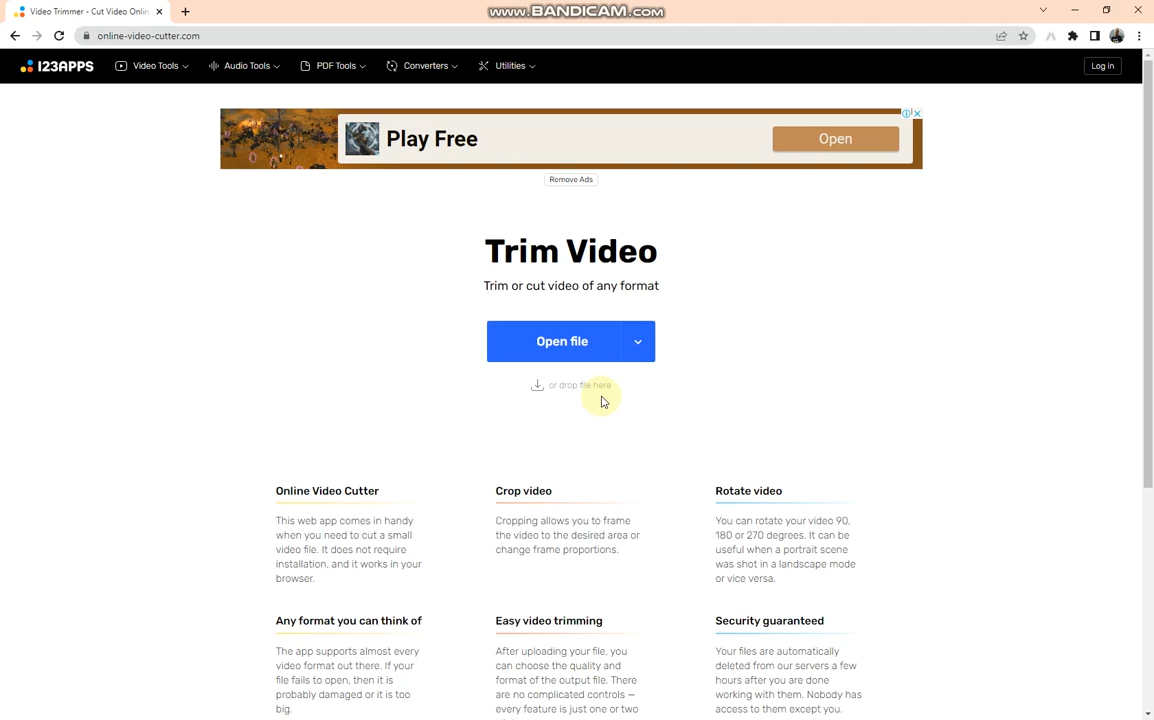 www.BANDICAM.com
Video Trimmer - Cut Video Onlin
online-video-cutter.com
123APPS
Video Tools
Audio Tools
PDF Tools
Converters
Utilities
Log in
Play Free
Open
Remove Ads
Trim Video
Trim or cut video of any format
Open file
or drop file here
Online Video Cutter
This web app comes in handy
when you need to cut a small
video file. It does not require
installation, and it works in your
browser.
Crop video
Cropping allows you to frame
the video to the desired area or
change frame proportions.
Rotate video
You can rotate your video 90,
180 or 270 degrees. It can be
useful when a portrait scene
was shot in a landscape mode
or vice versa.
Any format you can think of
The app supports almost every
video format out there. If your
file fails to open, then it is
probably damaged or it is too
big.
Easy video trimming
After uploading your file, you
can choose the quality and
format of the output file. There
are no complicated controls —
every feature is just one or two
Security guaranteed
Your files are automatically
deleted from our servers a few
hours after you are done
working with them. Nobody has
access to them except you.